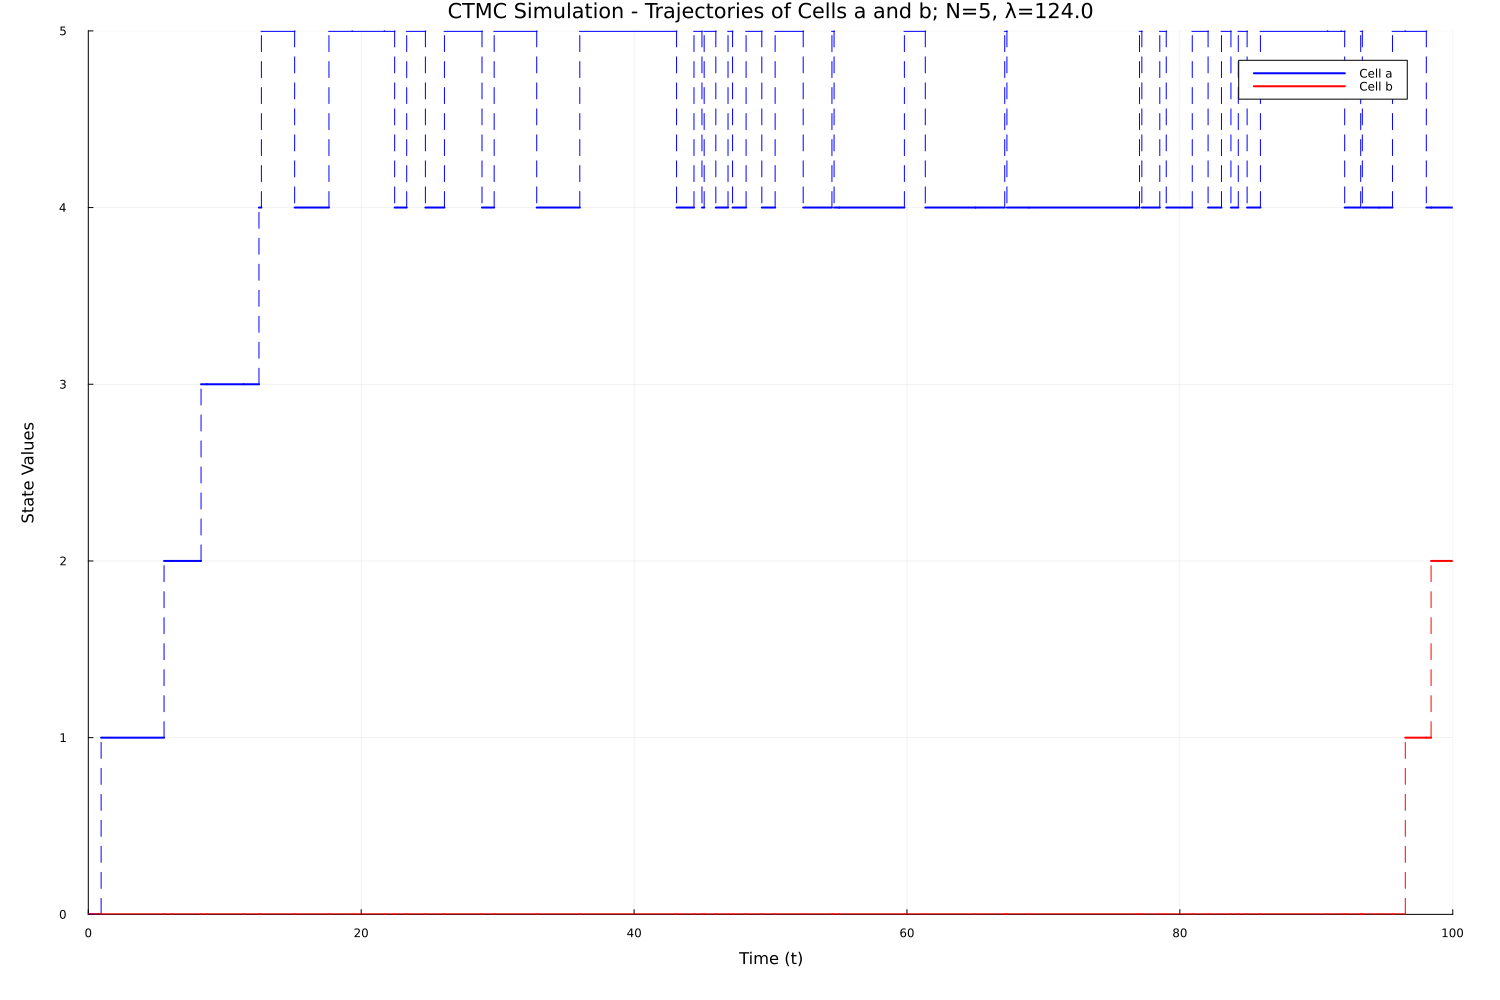 CTMC Simulation - Trajectories of Cells a and b; N=5, λ=124.0
5
Cell a
Cell b
4
3
State Values
2
1
0
0 20 40 60 80 100
Time (t)